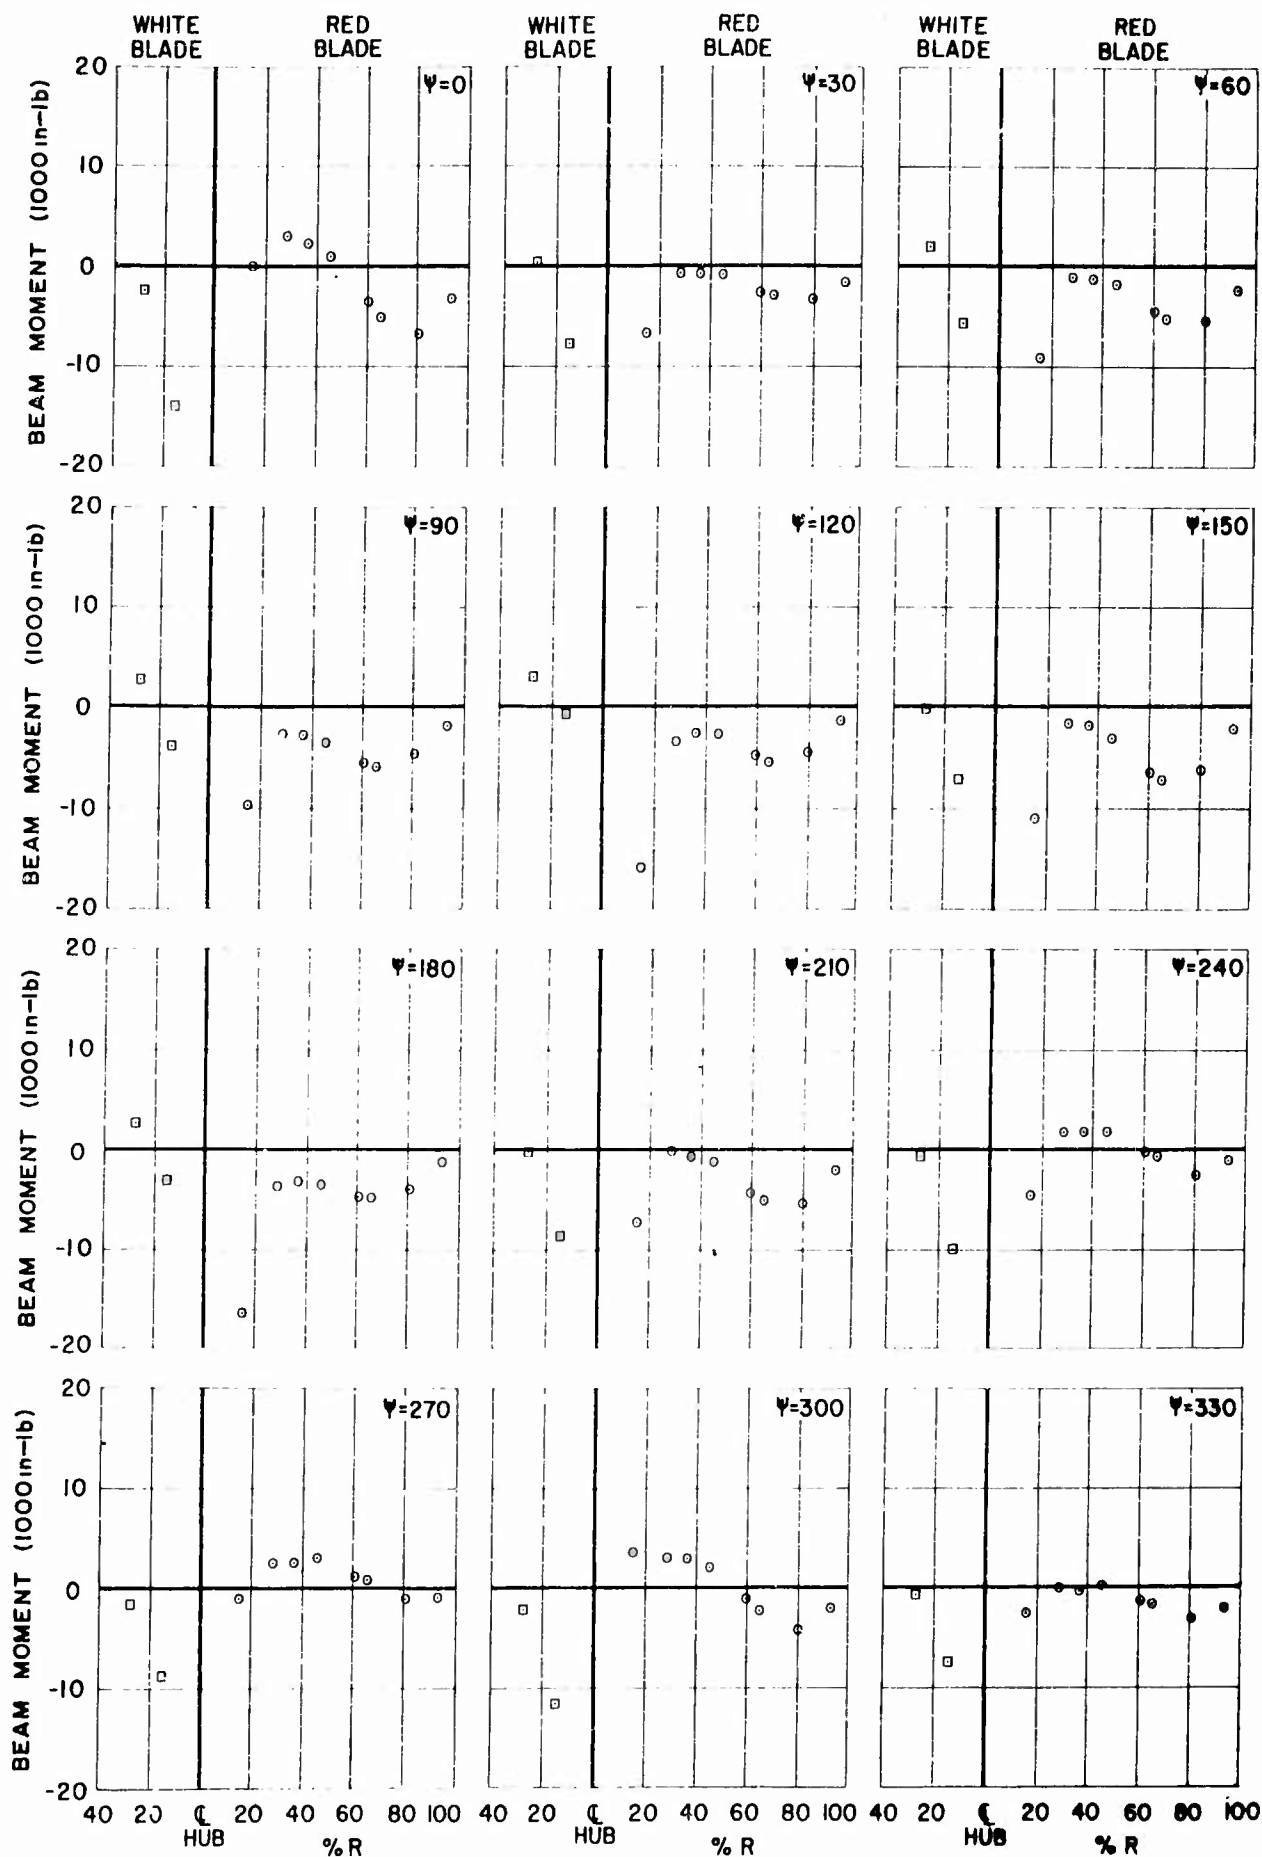 WHITE BLADE RED BLADE WHITE BLADE RED BLADE WHITE BLADE RED BLADE
20 Ψ=0 Ψ=30 Ψ=60
10
0
-10
-20
BEAM MOMENT (1000 in-lb)
20 Ψ=90 Ψ=120 Ψ=150
10
0
-10
-20
BEAM MOMENT (1000 in-lb)
20 Ψ=180 Ψ=210 Ψ=240
10
0
-10
-20
BEAM MOMENT (1000 in-lb)
20 Ψ=270 Ψ=300 Ψ=330
10
0
-10
-20
BEAM MOMENT (1000 in-lb)
40 20 ℄ 20 40 60 80 100 40 20 ℄ 20 40 60 80 100 40 20 ℄ 20 40 60 80 100
HUB % R HUB % R HUB % R